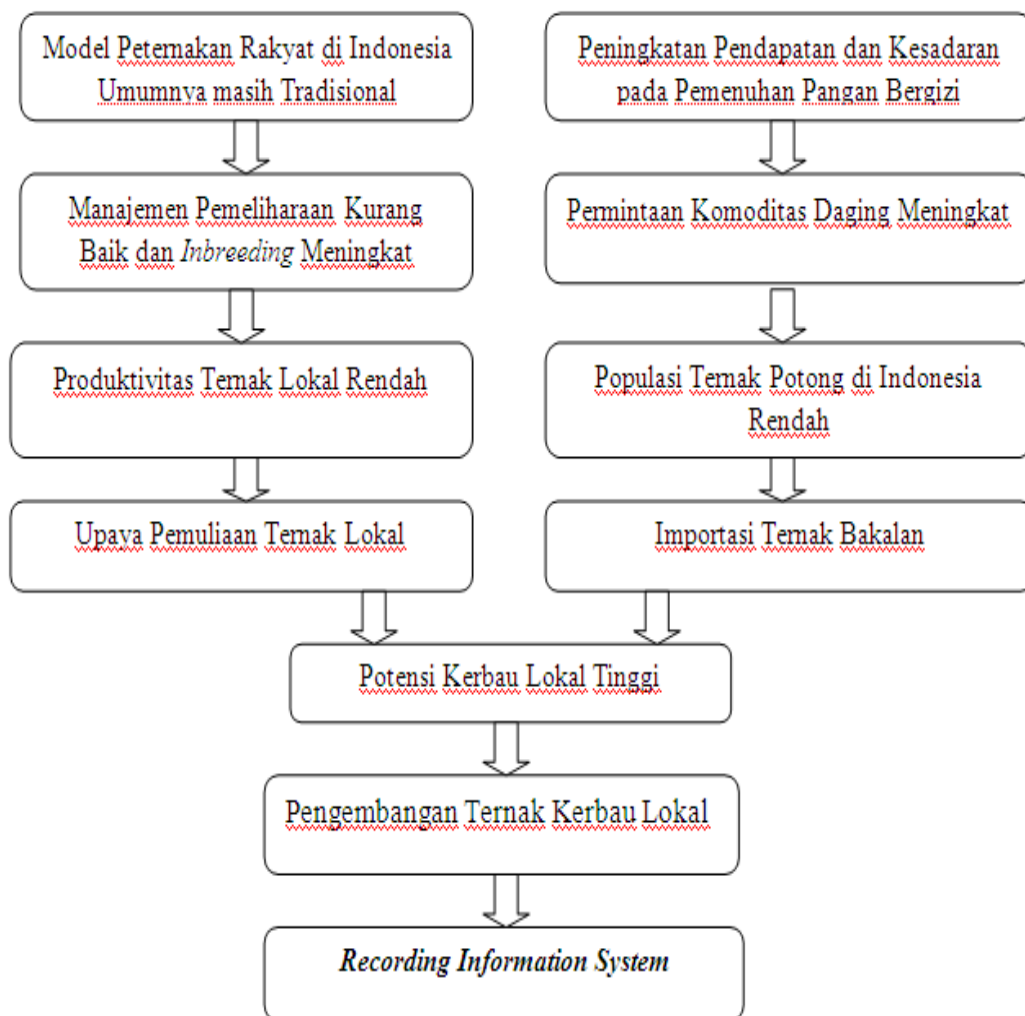 Model Peternakan Rakyat di Indonesia
Umumnya masih Tradisional
Peningkatan Pendapatan dan Kesadaran
pada Pemenuhan Pangan Bergizi
Manajemen Pemeliharaan Kurang
Baik dan Inbreeding Meningkat
Permintaan Komoditas Daging Meningkat
Produktivitas Ternak Lokal Rendah
Populasi Ternak Potong di Indonesia
Rendah
Upaya Pemuliaan Ternak Lokal
Importasi Ternak Bakalan
Potensi Kerbau Lokal Tinggi
Pengembangan Ternak Kerbau Lokal
Recording Information System